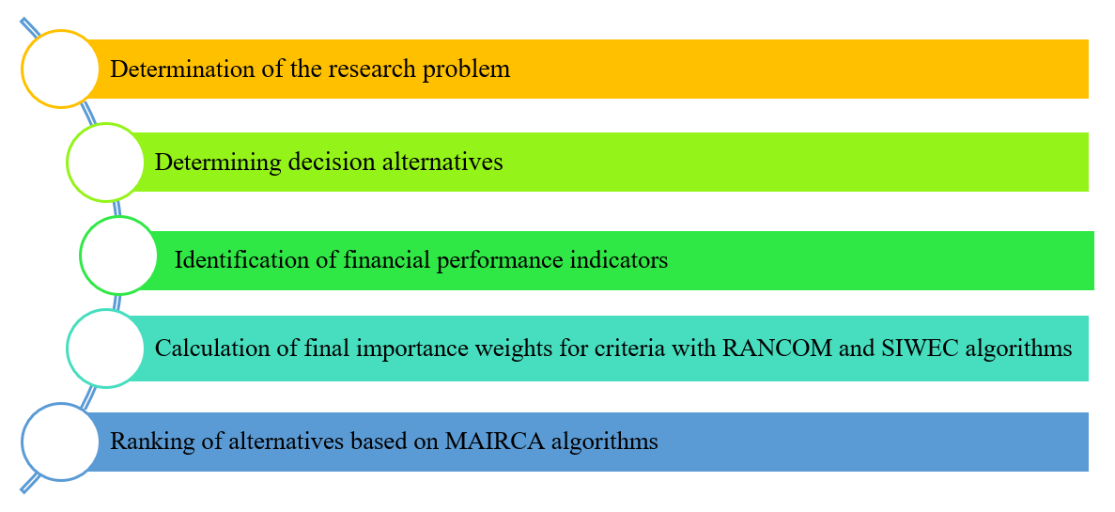 Determination of the research problem
Determining decision alternatives
Identification of financial performance indicators
Calculation of final importance weights for criteria with RANCOM and SIWEC algorithms
Ranking of alternatives based on MAIRCA algorithms